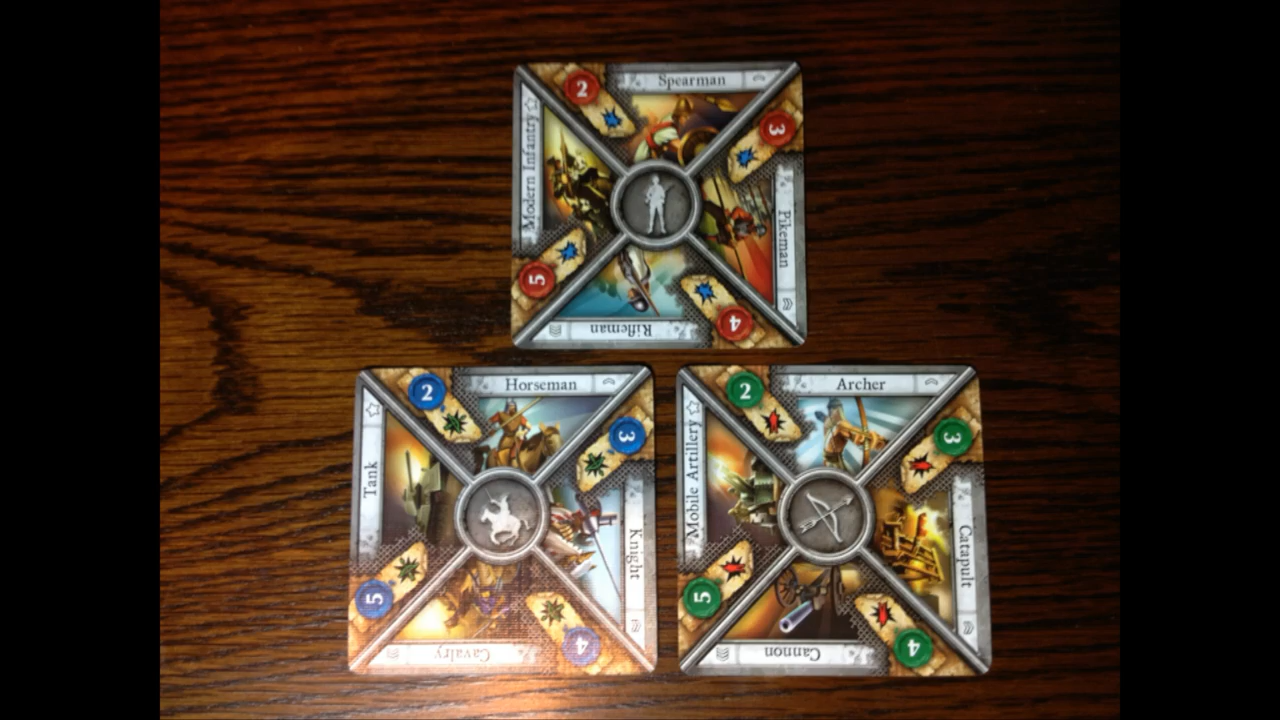 2 Spearman
3
Pikeman
4
Rifleman
5
Modern Infantry
2 Horseman
3
Knight
4
Cavalry
5
Tank
2 Archer
3
Catapult
4
Cannon
5
Mobile Artillery